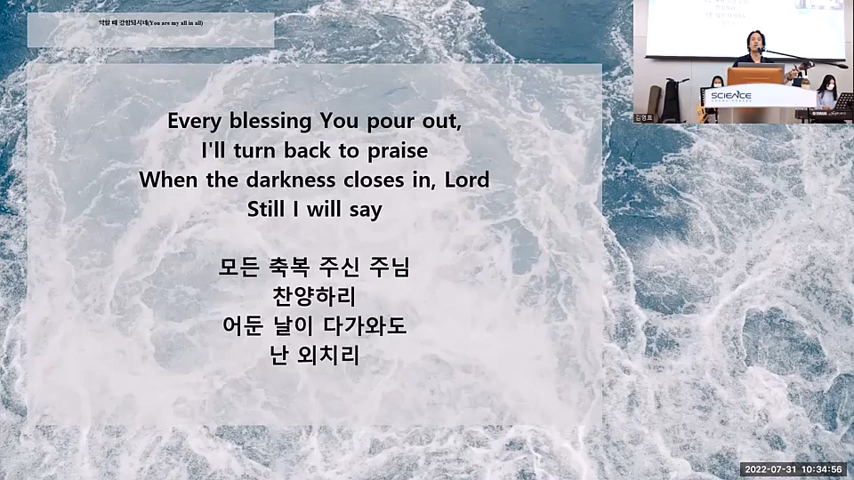 약할 때 강함되시네(You are my all in all)
Every blessing You pour out,
I'll turn back to praise
When the darkness closes in, Lord
Still I will say
모든 축복 주신 주님
찬양하리
어둔 날이 다가와도
난 외치리
SCIENCE
YAMAHA
2022-07-31 10:34:56